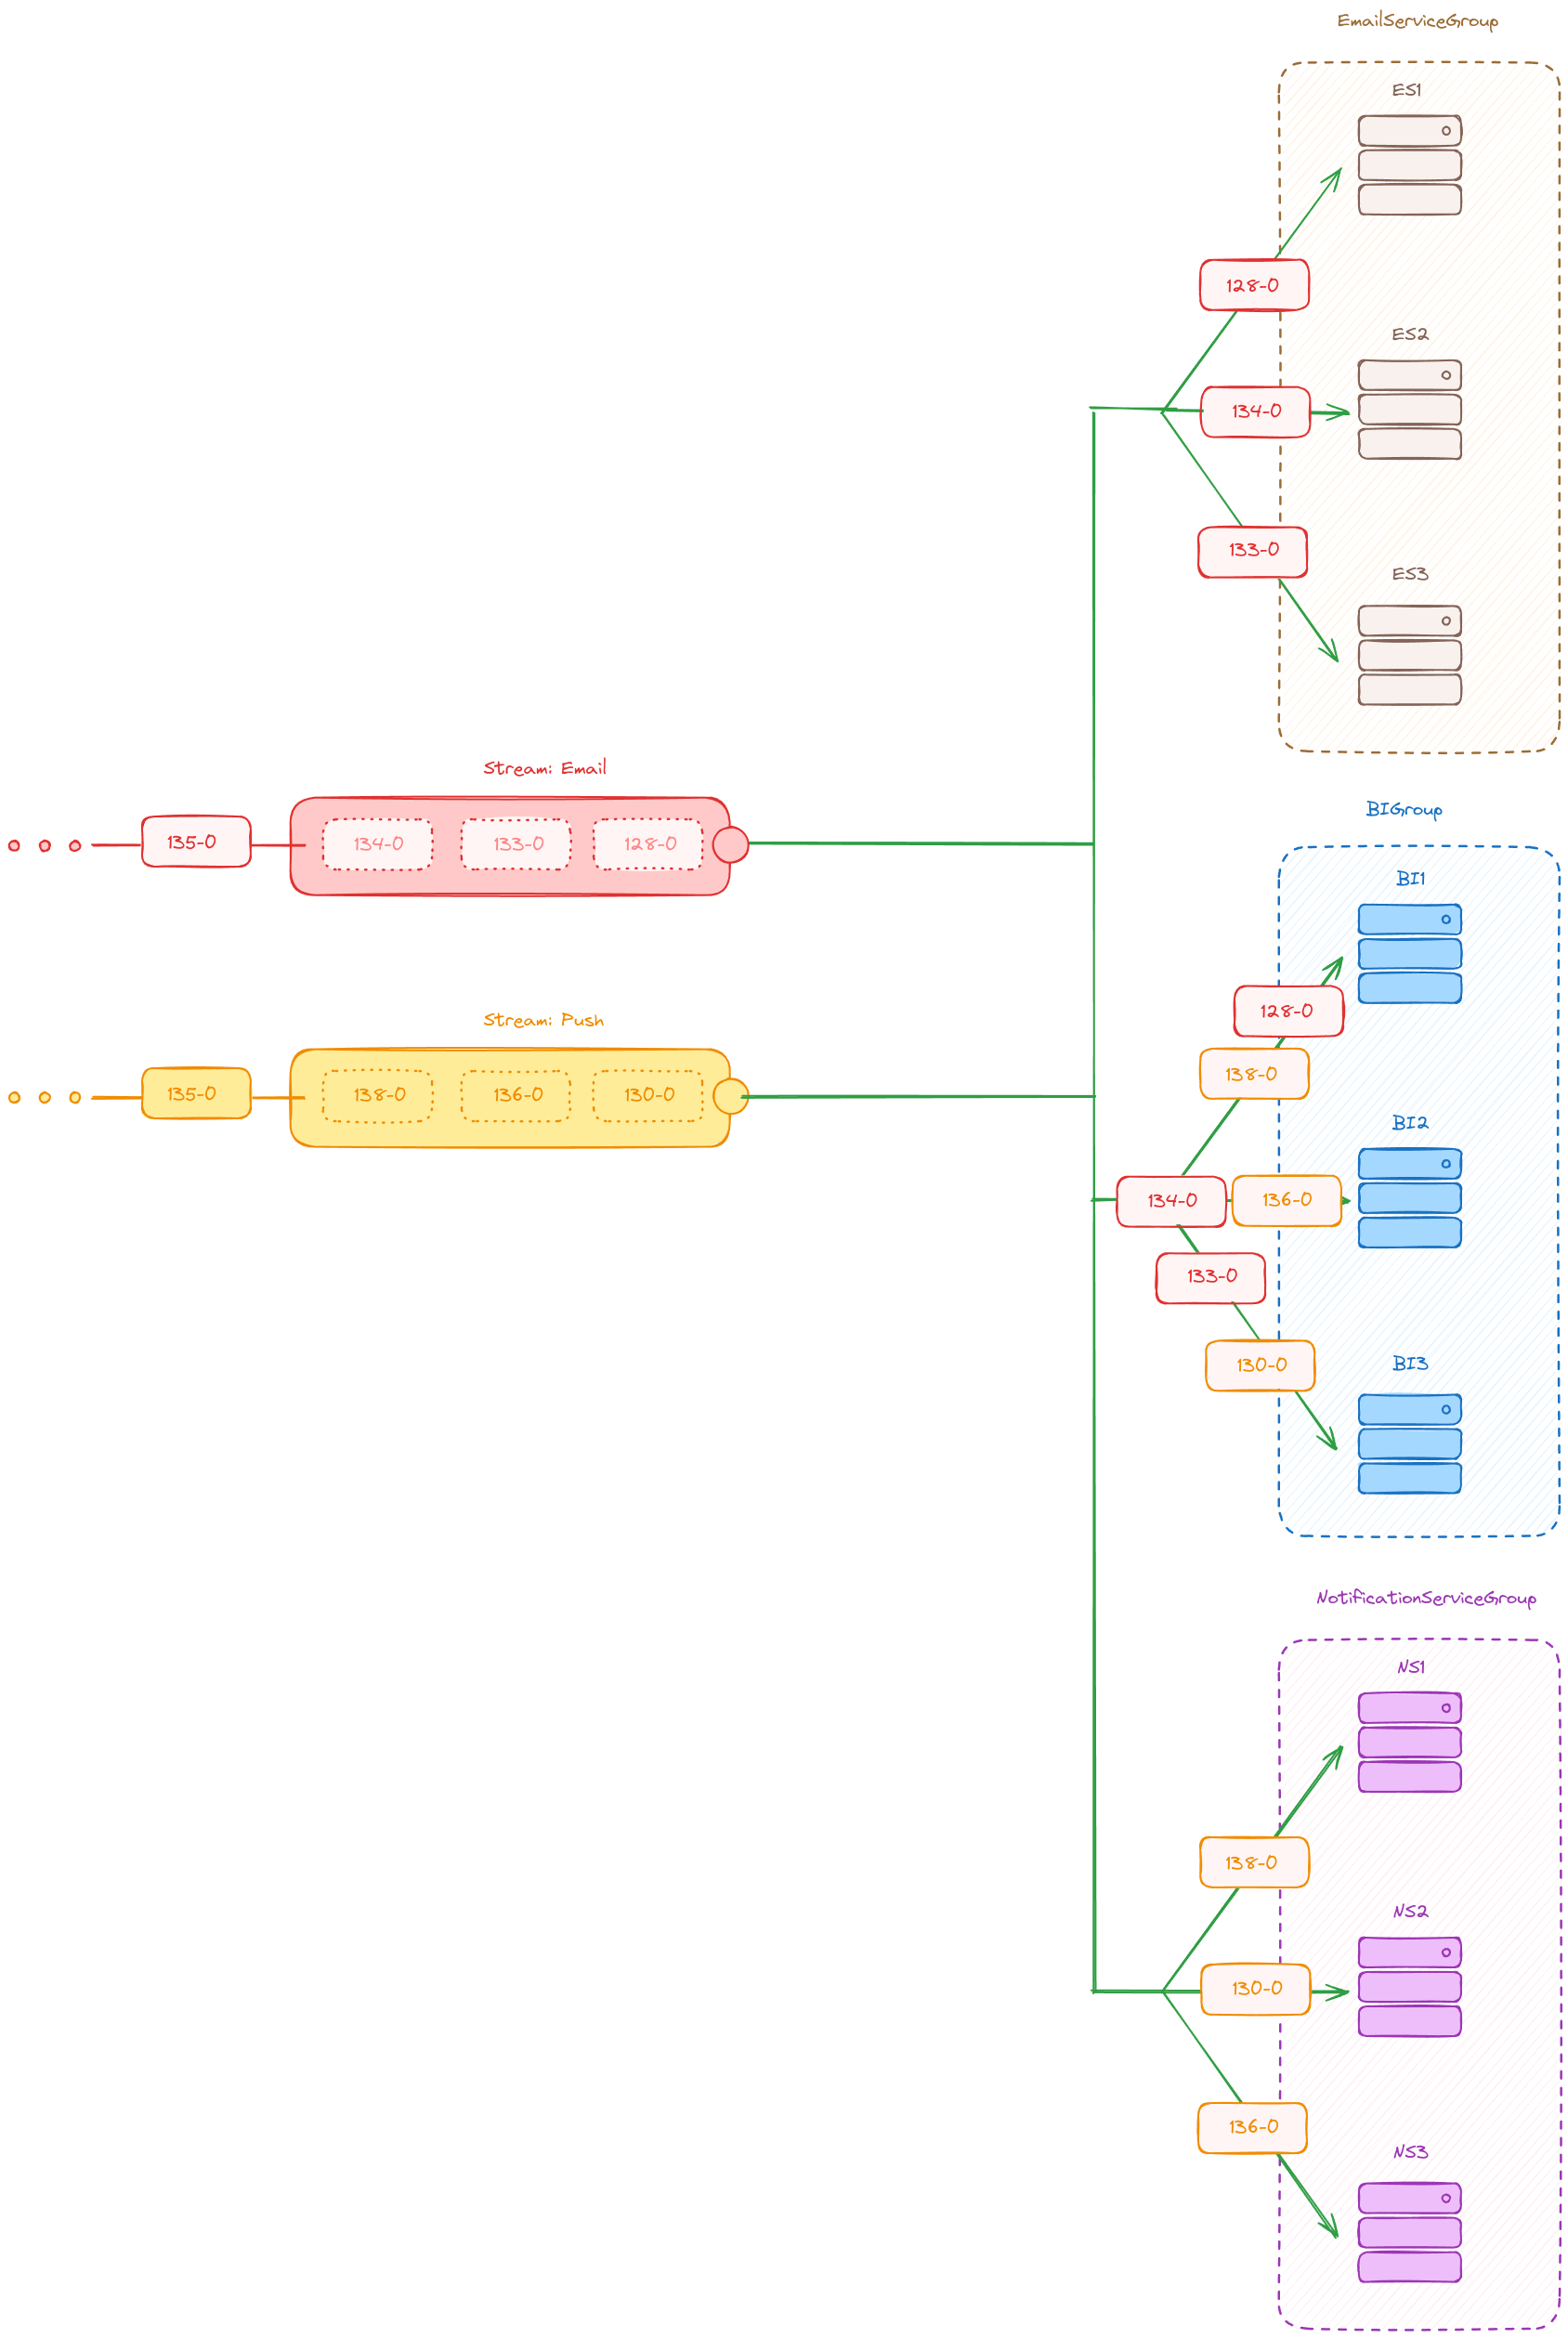 EmailServiceGroup
ES1
128-0
ES2
134-0
133-0
ES3
Stream: Email
135-0
134-0
133-0
128-0
BIGroup
BI1
128-0
Stream: Push
138-0
135-0
138-0
136-0
130-0
BI2
134-0
136-0
133-0
130-0
BI3
NotificationServiceGroup
NS1
138-0
NS2
130-0
136-0
NS3